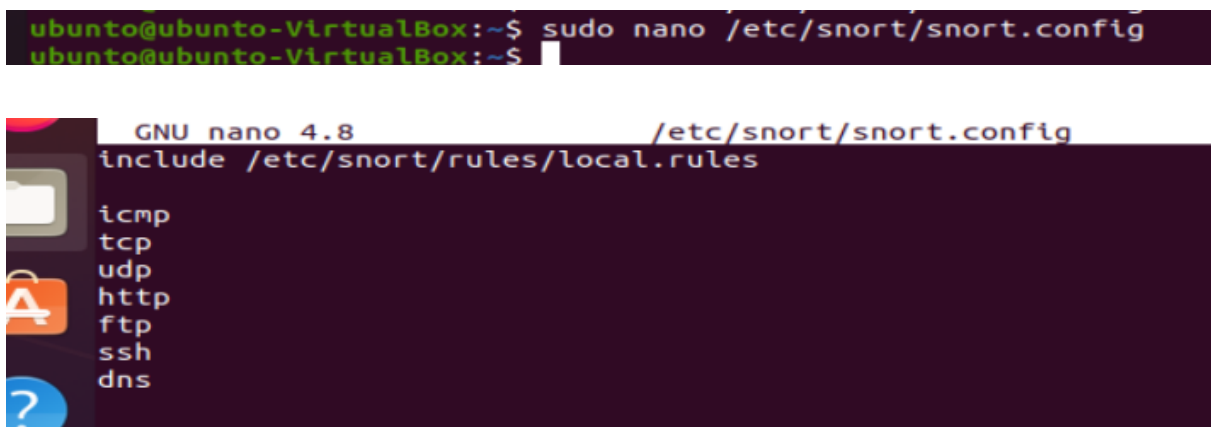 ubunto@ubunto-VirtualBox:~$ sudo nano /etc/snort/snort.config
ubunto@ubunto-VirtualBox:~$
GNU nano 4.8 /etc/snort/snort.config
include /etc/snort/rules/local.rules
icmp
tcp
udp
http
ftp
ssh
dns